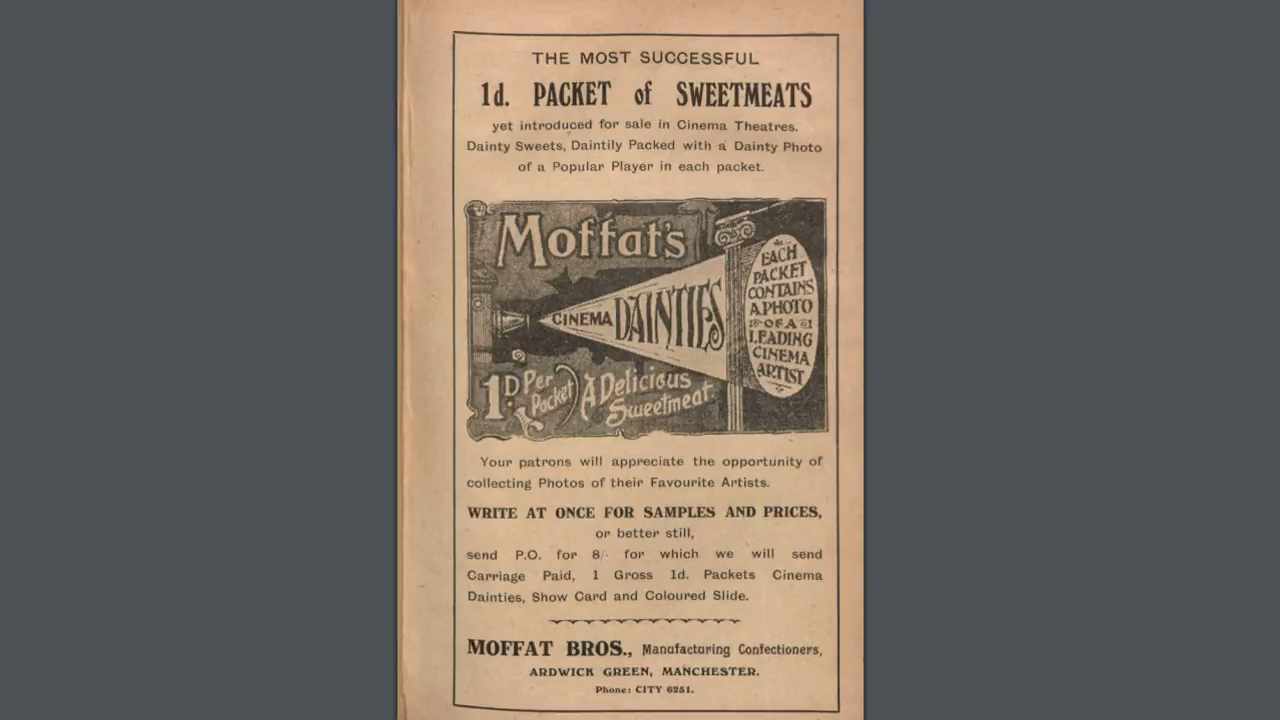 THE MOST SUCCESSFUL
1d. PACKET of SWEETMEATS
yet introduced for sale in Cinema Theatres.
Dainty Sweets, Daintily Packed with a Dainty Photo
of a Popular Player in each packet.
Moffat's
CINEMA DAINTIES
EACH
PACKET
CONTAINS
A PHOTO
OF A
LEADING
CINEMA
ARTIST
1D. Per
Packet
A Delicious
Sweetmeat.
Your patrons will appreciate the opportunity of
collecting Photos of their Favourite Artists.
WRITE AT ONCE FOR SAMPLES AND PRICES,
or better still,
send P.O. for 8/- for which we will send
Carriage Paid, 1 Gross 1d. Packets Cinema
Dainties, Show Card and Coloured Slide.
MOFFAT BROS., Manufacturing Confectioners,
ARDWICK GREEN, MANCHESTER.
Phone: CITY 6251.